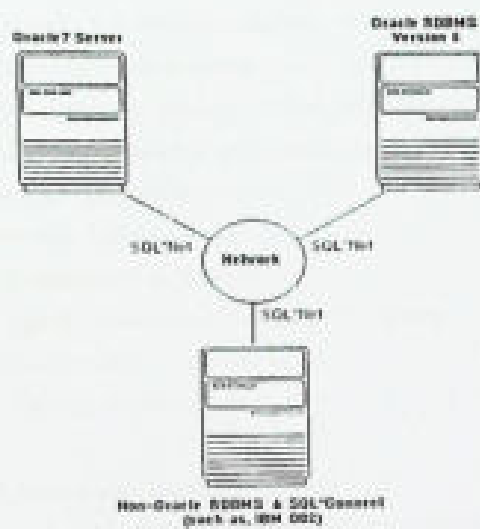 Oracle7 Server
Oracle RDBMS
Version 6
SQL*Net
Network
SQL*Net
SQL*Net
Non-Oracle RDBMS & SQL*Connect
(such as, IBM DB2)